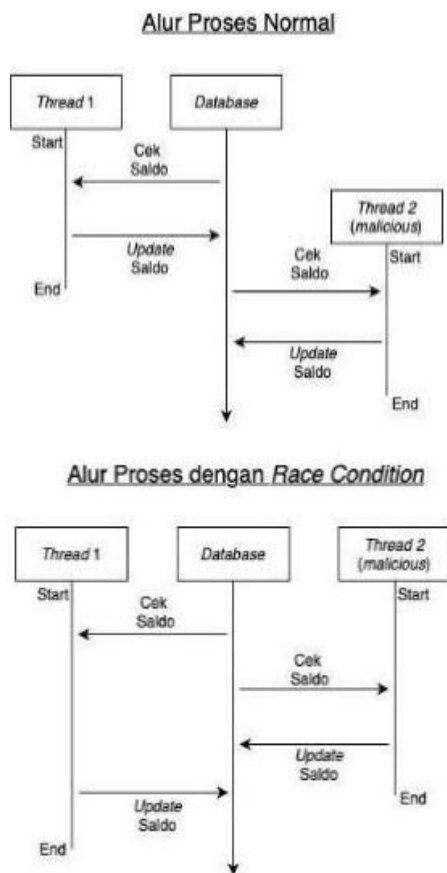 Alur Proses Normal
Thread 1
Database
Start
Cek
Saldo
Thread 2
(malicious)
Update
Saldo
Cek
Saldo
Start
End
Update
Saldo
End
Alur Proses dengan Race Condition
Thread 1
Database
Thread 2
(malicious)
Start
Start
Cek
Saldo
Cek
Saldo
Update
Saldo
Update
Saldo
End
End